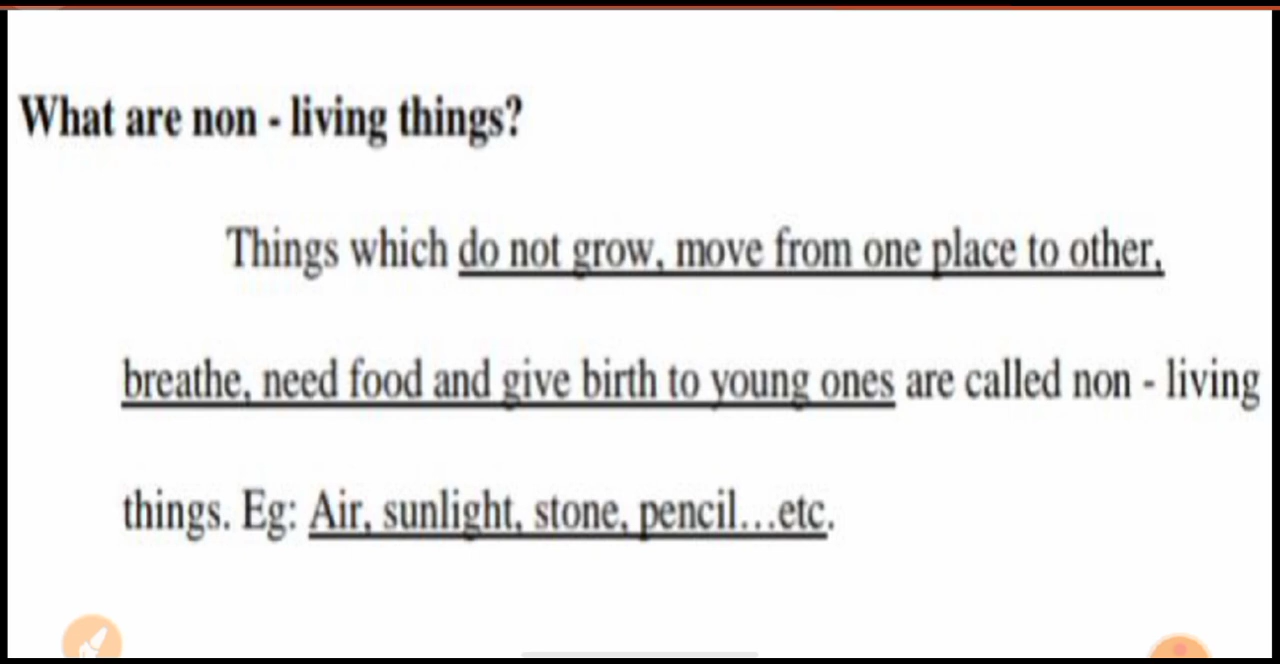 What are non - living things?
Things which do not grow, move from one place to other,
breathe, need food and give birth to young ones are called non - living
things. Eg: Air, sunlight, stone, pencil...etc.